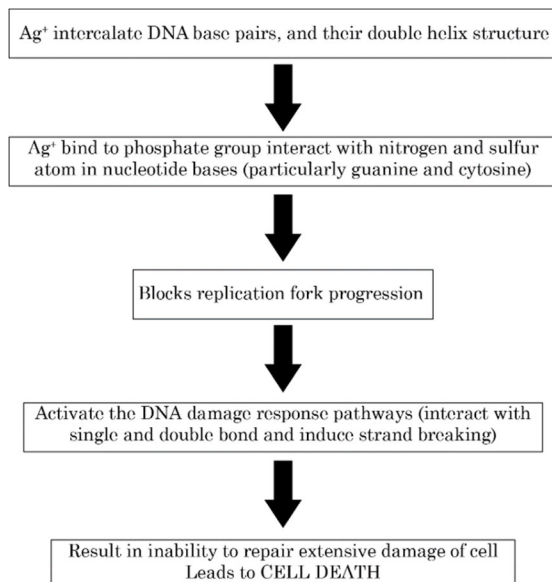 Ag⁺ intercalate DNA base pairs, and their double helix structure
Ag⁺ bind to phosphate group interact with nitrogen and sulfur
atom in nucleotide bases (particularly guanine and cytosine)
Blocks replication fork progression
Activate the DNA damage response pathways (interact with
single and double bond and induce strand breaking)
Result in inability to repair extensive damage of cell
Leads to CELL DEATH